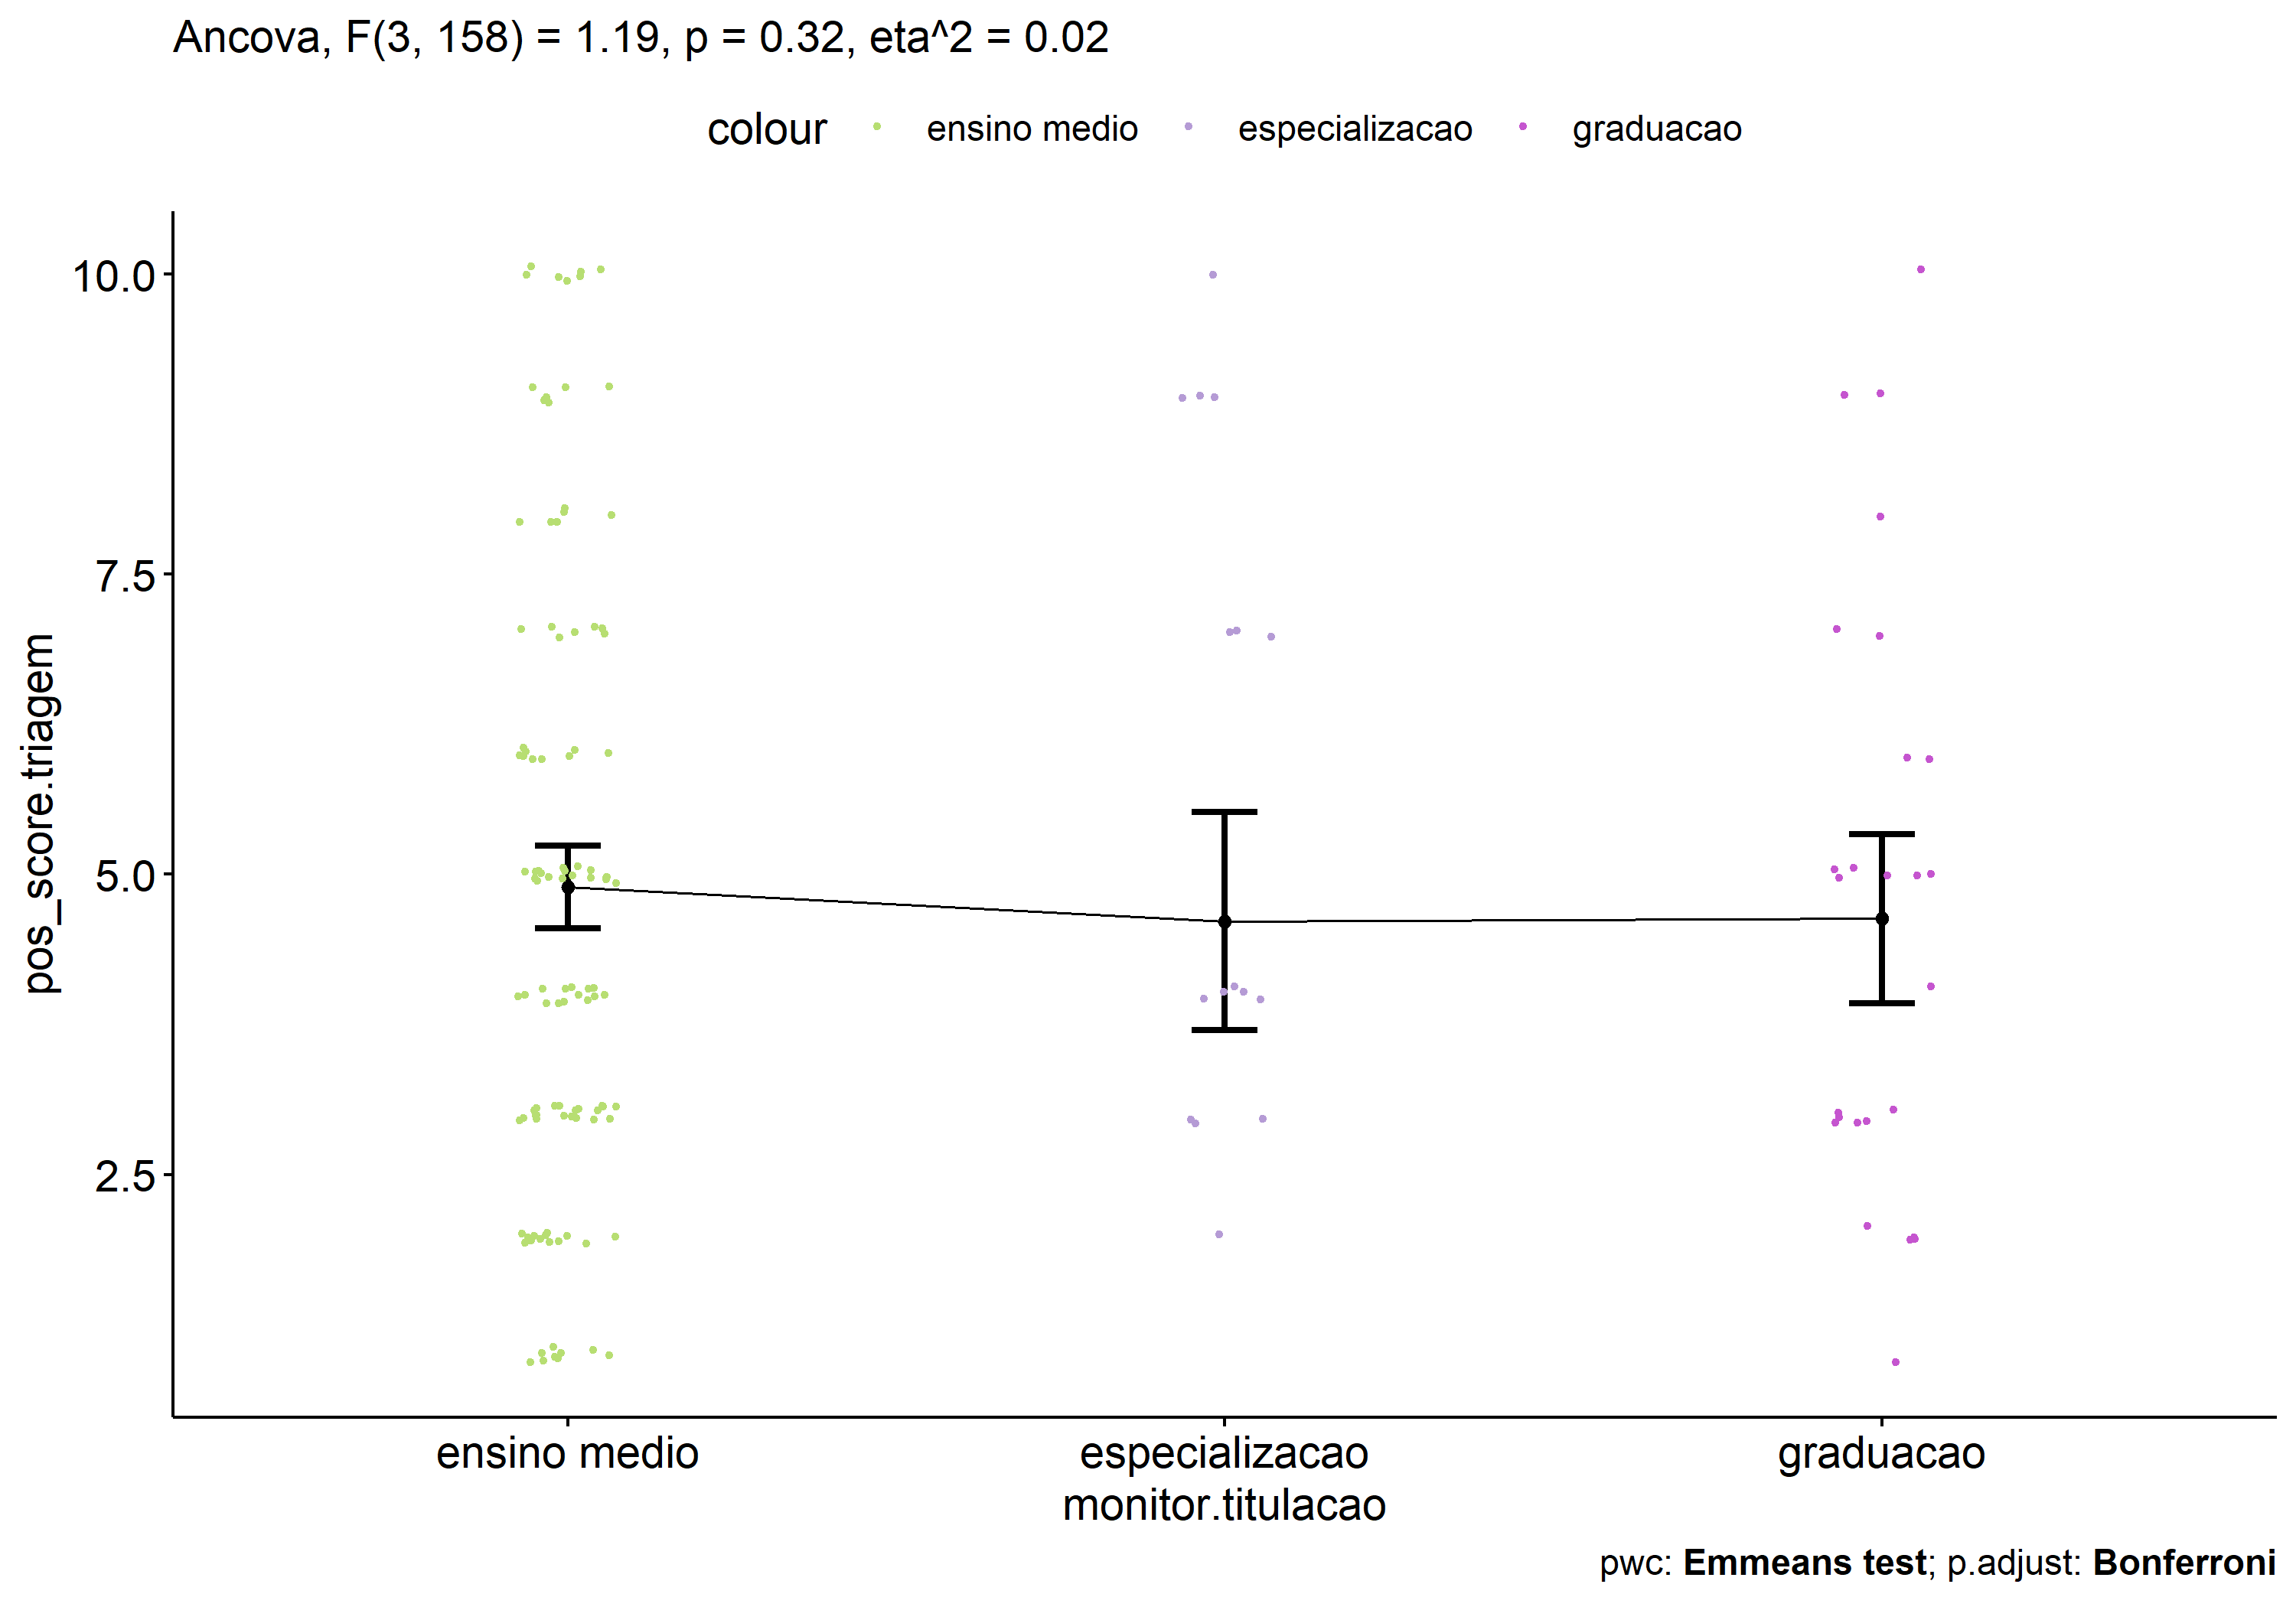 Ancova, F(3, 158) = 1.19, p = 0.32, eta^2 = 0.02
colour ensino medio especializacao graduacao
10.0
7.5
5.0
2.5
pos_score.triagem
ensino medio especializacao graduacao
monitor.titulacao
pwc: Emmeans test; p.adjust: Bonferroni